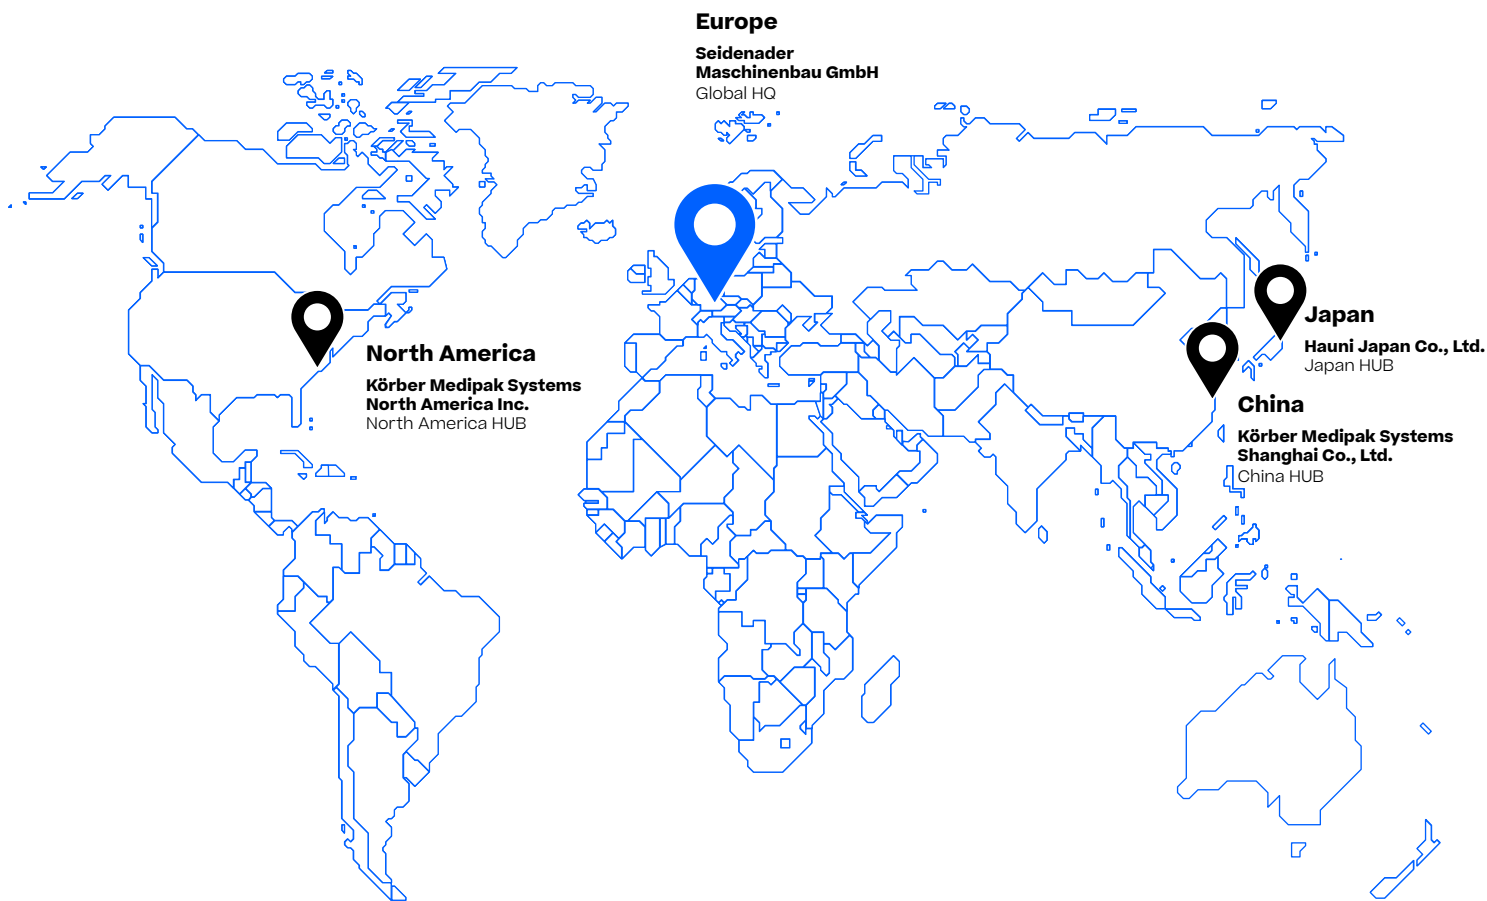 Europe
Seidenader
Maschinenbau GmbH
Global HQ
North America
Körber Medipak Systems
North America Inc.
North America HUB
Japan
Hauni Japan Co., Ltd.
Japan HUB
China
Körber Medipak Systems
Shanghai Co., Ltd.
China HUB